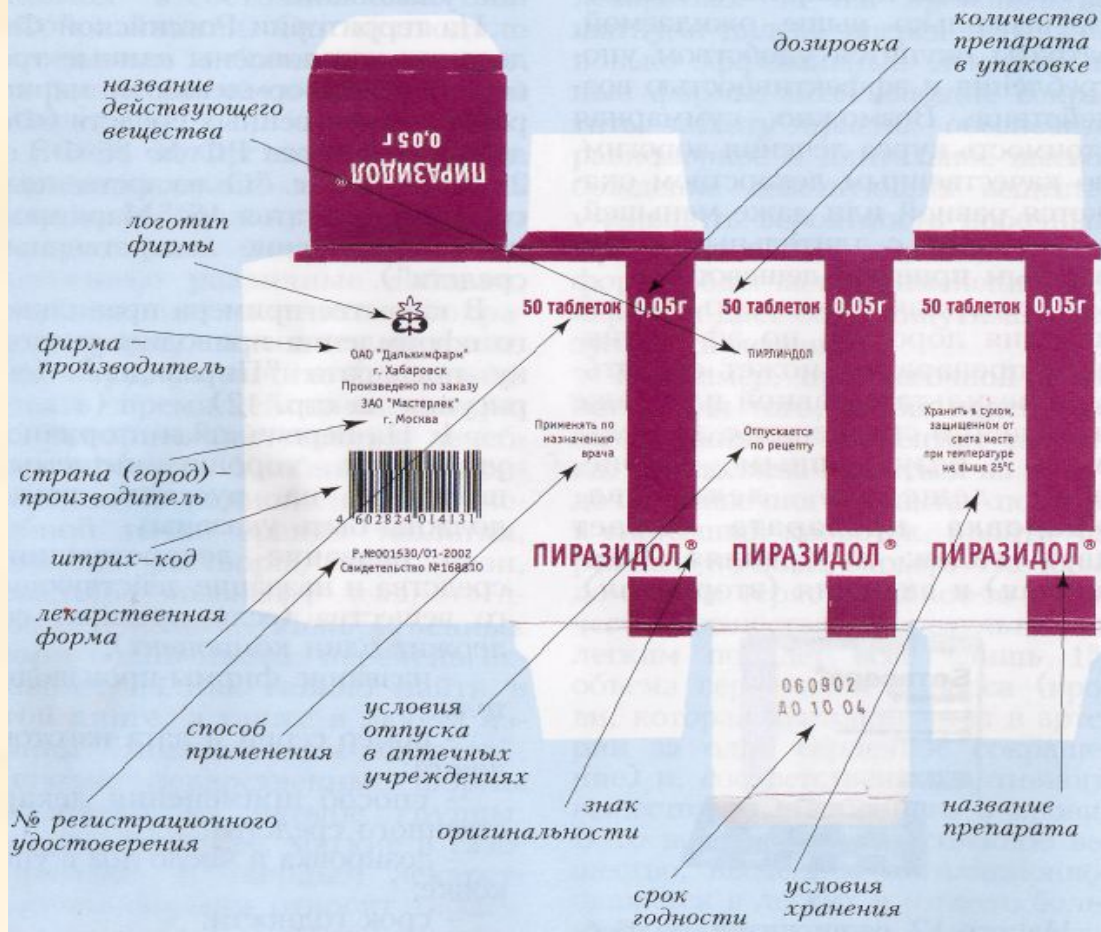 количество
препарата
в упаковке
дозировка
название
действующего
вещества
ПИРАЗИДОЛ®
0,05 г
логотип
фирмы
фирма
производитель
страна (город)
производитель
штрих-код
лекарственная
форма
ОАО "Дальхимфарм"
г. Хабаровск
Произведено по заказу
ЗАО "Мастерлек"
г. Москва
4 602824 014131
Р.№001530/01-2002
Свидетельство №168830
50 таблеток 0,05г
Применять по
назначению
врача
ПИРАЗИДОЛ®
50 таблеток 0,05г
ПИРЛИНДОЛ
Отпускается
по рецепту
ПИРАЗИДОЛ®
50 таблеток 0,05г
Хранить в сухом,
защищенном от
света месте
при температуре
не выше 25°С
ПИРАЗИДОЛ®
060902
ДО 10 04
способ
применения
условия
отпуска
в аптечных
учреждениях
№ регистрационного
удостоверения
знак
оригинальности
срок
годности
условия
хранения
название
препарата